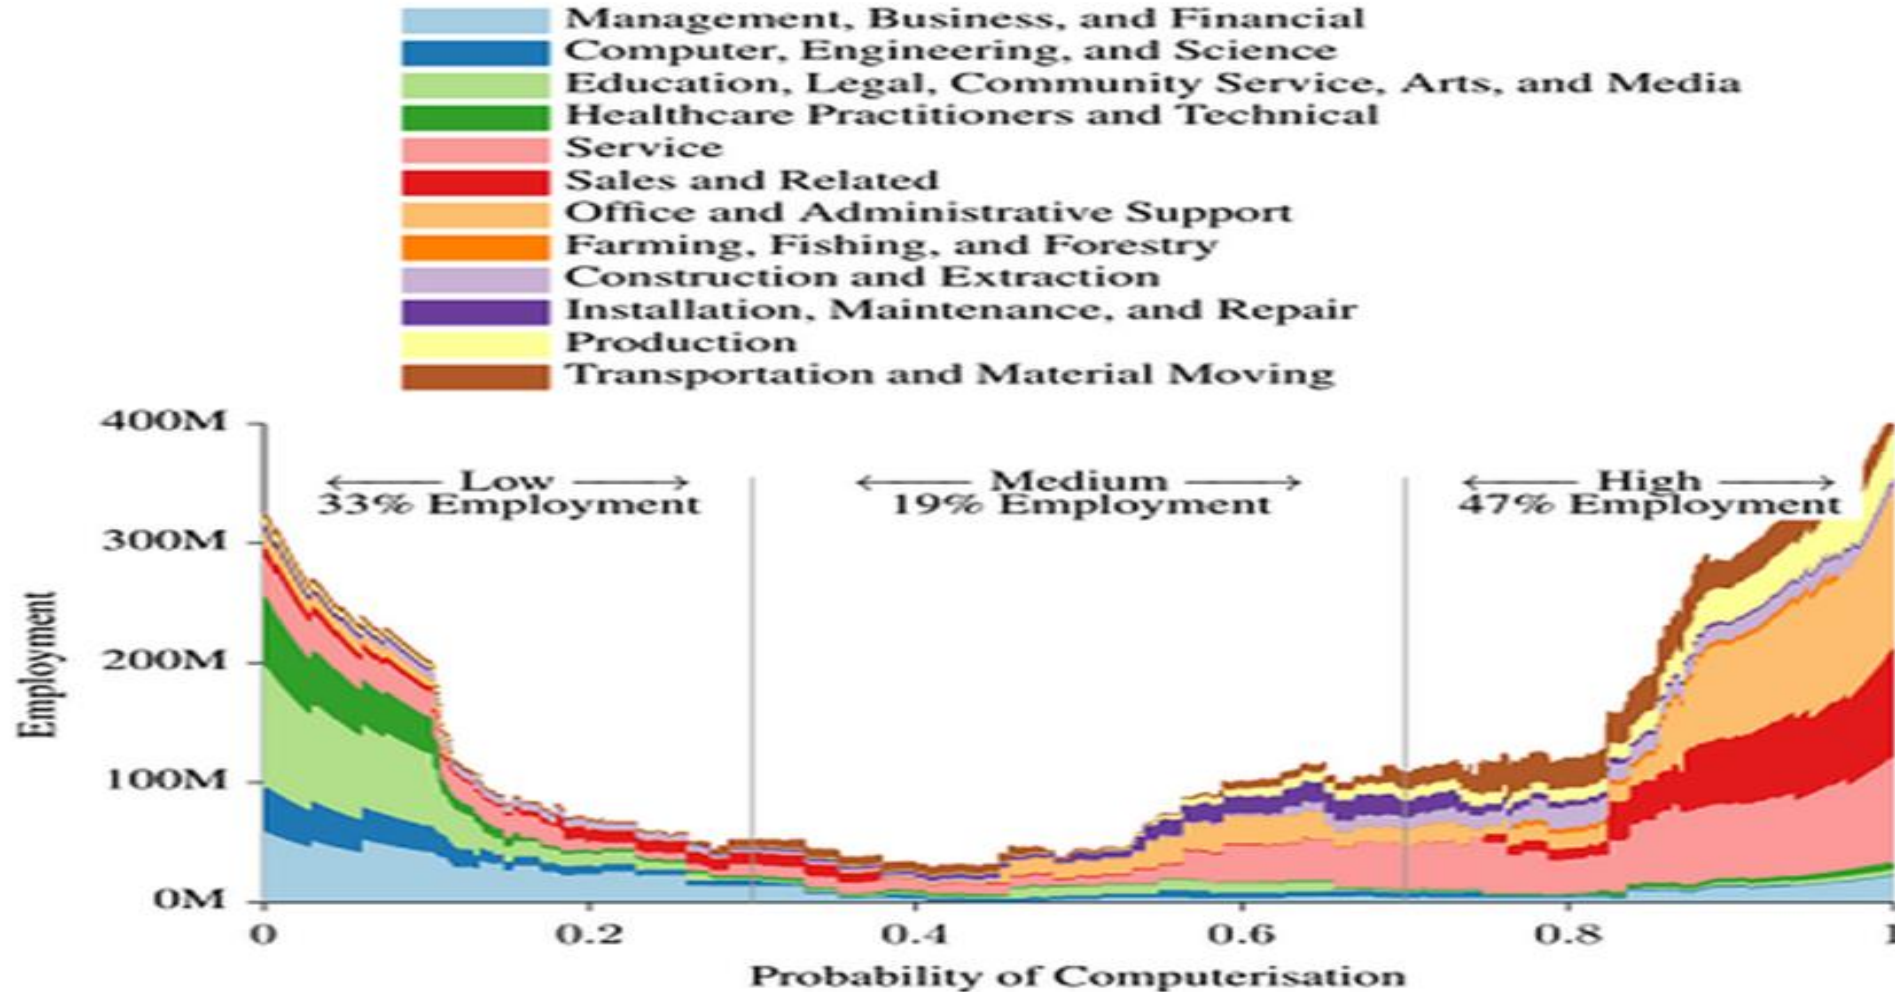 Management, Business, and Financial
Computer, Engineering, and Science
Education, Legal, Community Service, Arts, and Media
Healthcare Practitioners and Technical
Service
Sales and Related
Office and Administrative Support
Farming, Fishing, and Forestry
Construction and Extraction
Installation, Maintenance, and Repair
Production
Transportation and Material Moving
400M
300M
200M
100M
0M
Employment
Low
33% Employment
Medium
19% Employment
High
47% Employment
0 0.2 0.4 0.6 0.8 1
Probability of Computerisation